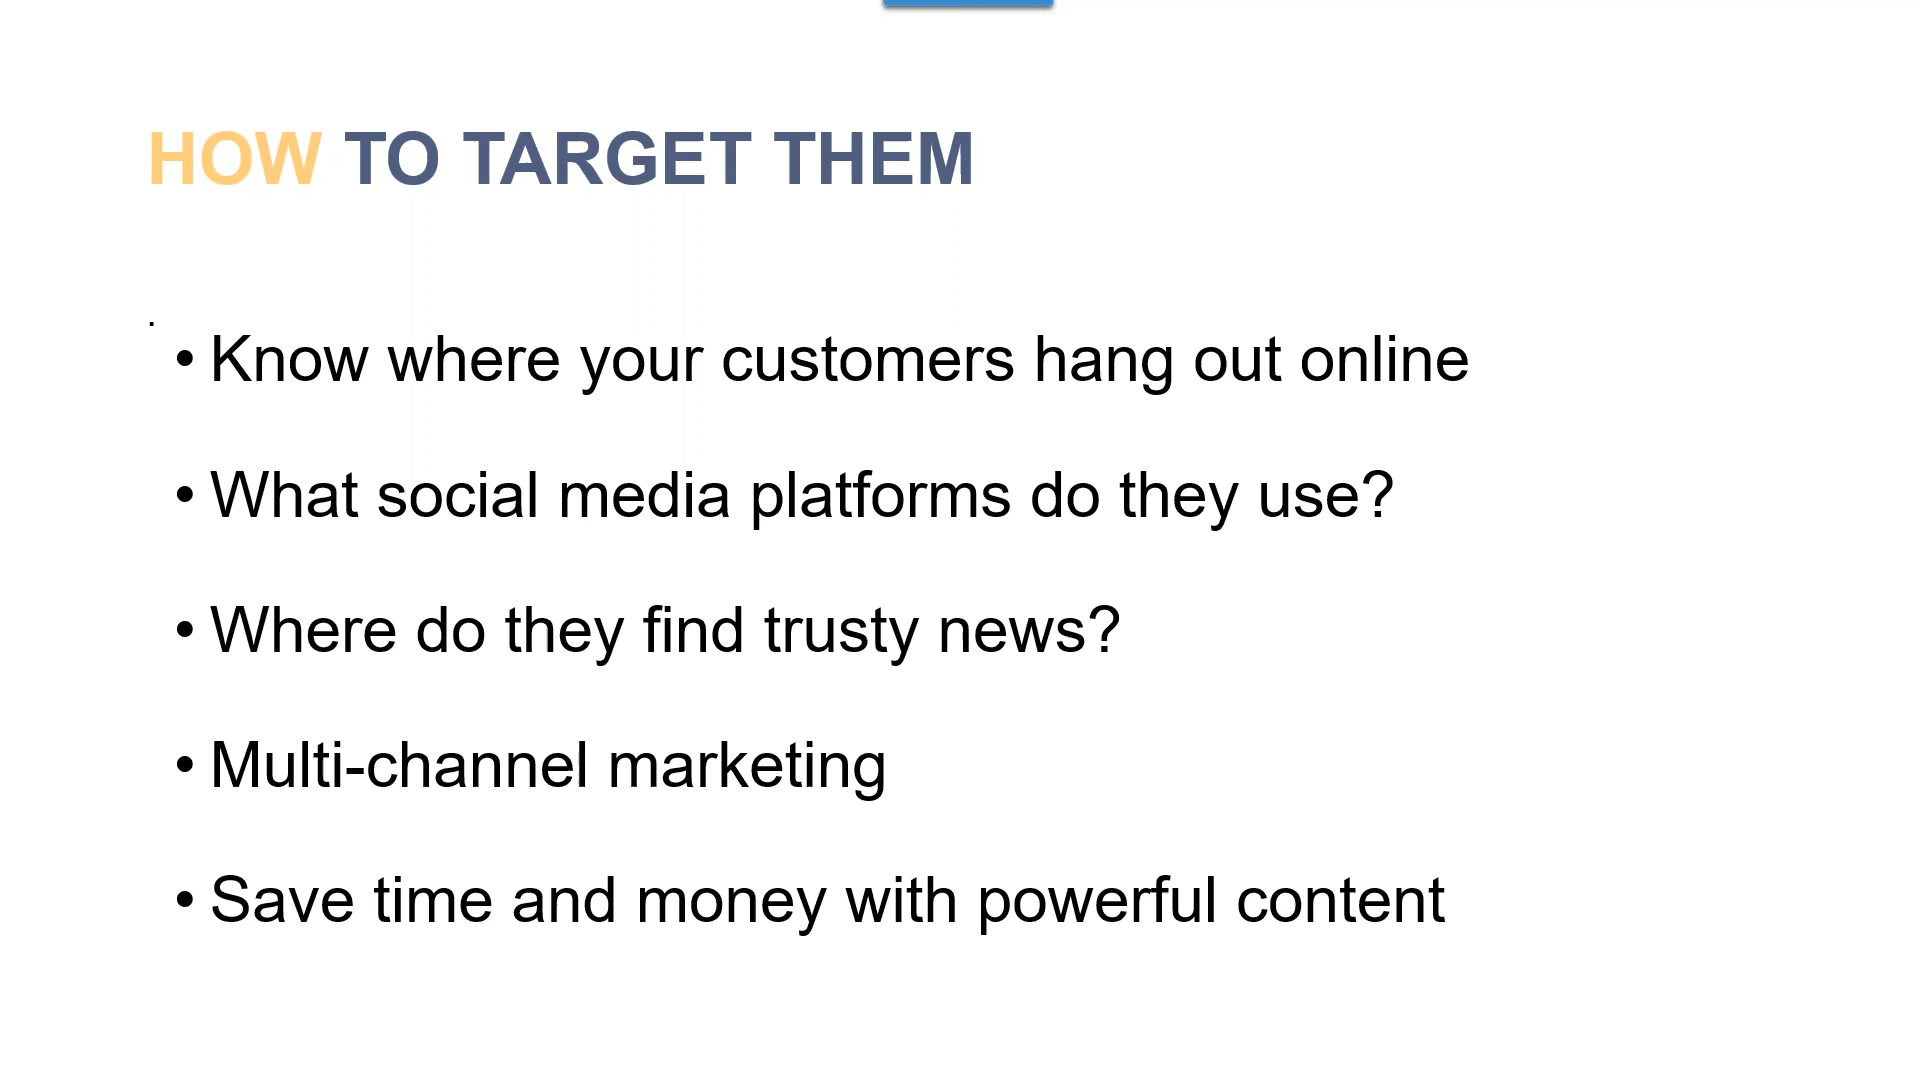 HOW TO TARGET THEM
.
• Know where your customers hang out online
• What social media platforms do they use?
• Where do they find trusty news?
• Multi-channel marketing
• Save time and money with powerful content